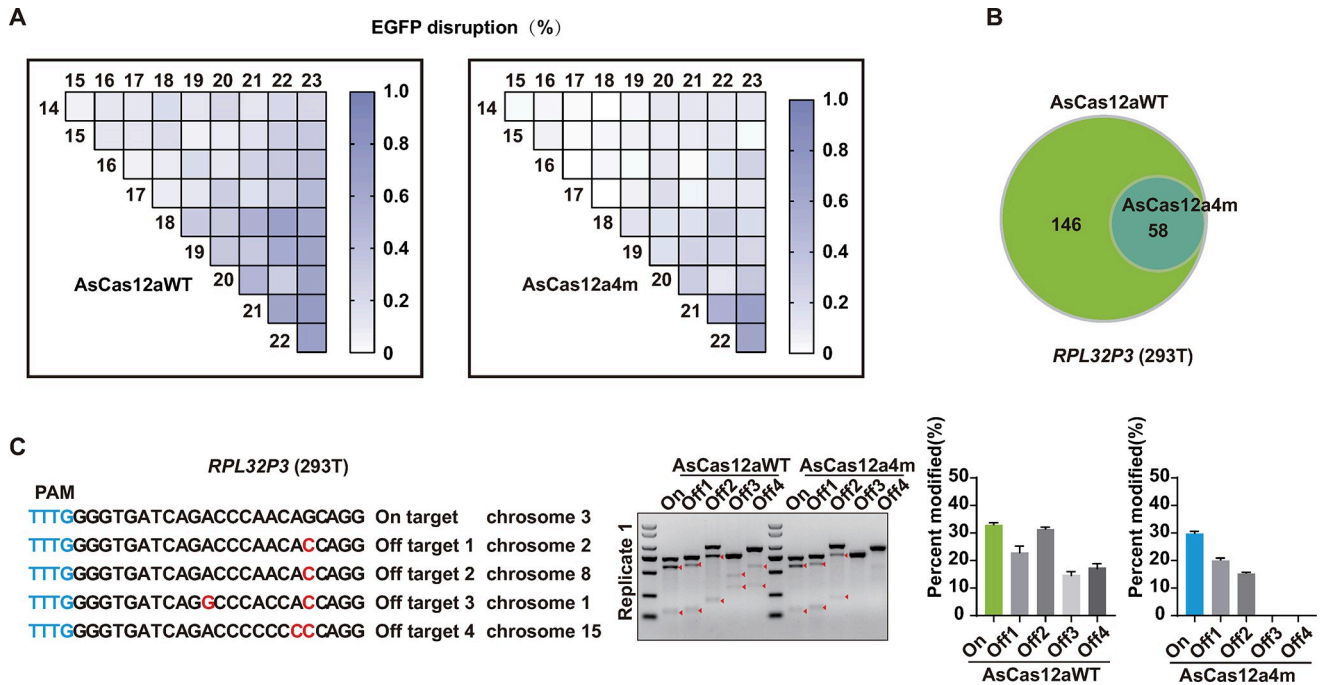 A
EGFP disruption（%）
15 16 17 18 19 20 21 22 23
14
15
16
17
18
19
20
21
22
AsCas12aWT
1.0
0.8
0.6
0.4
0.2
0
15 16 17 18 19 20 21 22 23
14
15
16
17
18
19
20
21
22
AsCas12a4m
1.0
0.8
0.6
0.4
0.2
0
B
AsCas12aWT
AsCas12a4m
146
58
RPL32P3 (293T)
C
RPL32P3 (293T)
PAM
TTTGGGGTGATCAGACCCAACAGCAGG On target chrosome 3
TTTGGGGTGATCAGACCCAACACCAGG Off target 1 chrosome 2
TTTGGGGTGATCAGACCCAACACCAGG Off target 2 chrosome 8
TTTGGGGTGATCAGGCCCACCACCAGG Off target 3 chrosome 1
TTTGGGGTGATCAGACCCCCCCCCAGG Off target 4 chrosome 15
AsCas12aWT AsCas12a4m
On Off1 Off2 Off3 Off4 On Off1 Off2 Off3 Off4
Replicate 1
Percent modified(%)
50
40
30
20
10
0
On Off1 Off2 Off3 Off4
AsCas12aWT
Percent modified(%)
50
40
30
20
10
0
On Off1 Off2 Off3 Off4
AsCas12a4m